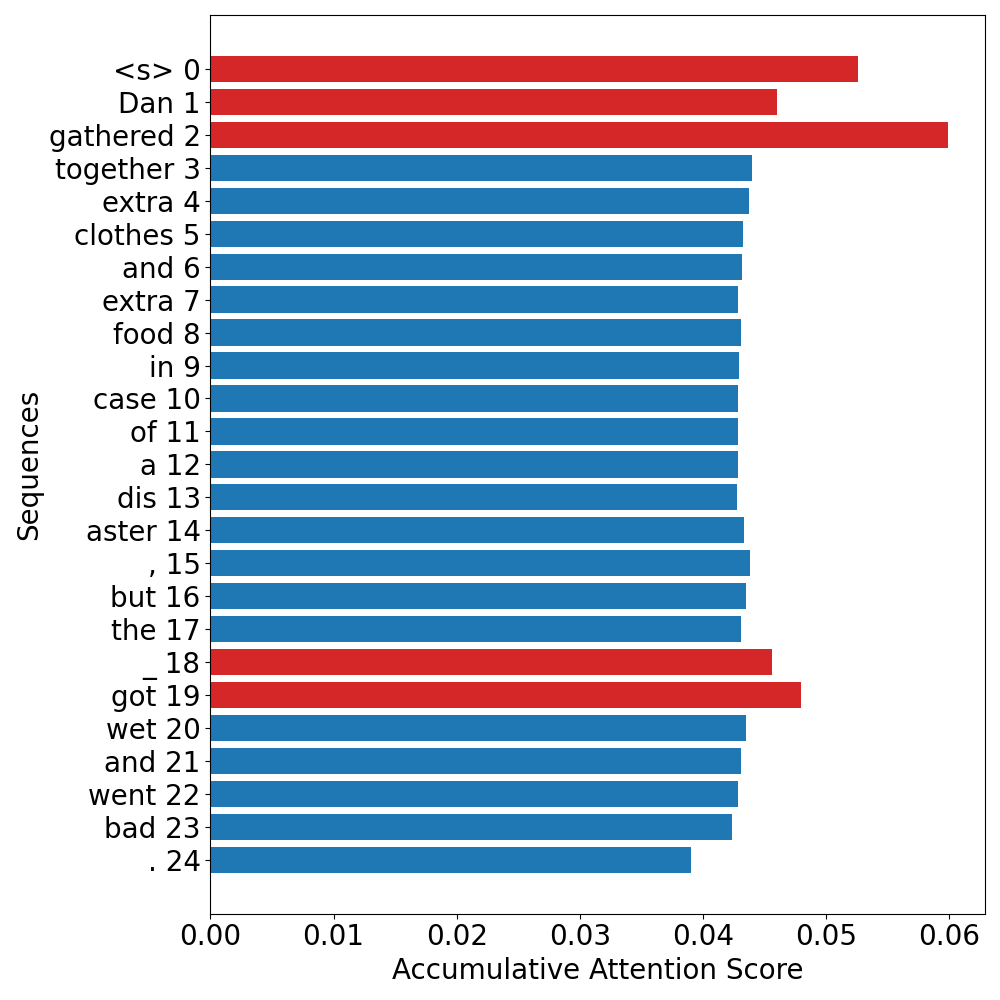 <s> 0
Dan 1
gathered 2
together 3
extra 4
clothes 5
and 6
extra 7
food 8
in 9
case 10
of 11
a 12
dis 13
aster 14
, 15
but 16
the 17
_ 18
got 19
wet 20
and 21
went 22
bad 23
. 24
Sequences
0.00 0.01 0.02 0.03 0.04 0.05 0.06
Accumulative Attention Score